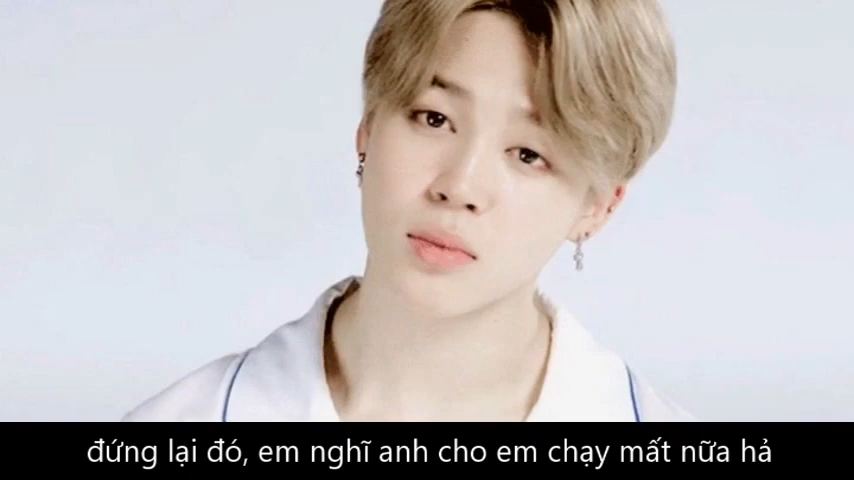 đứng lại đó, em nghĩ anh cho em chạy mất nữa hả